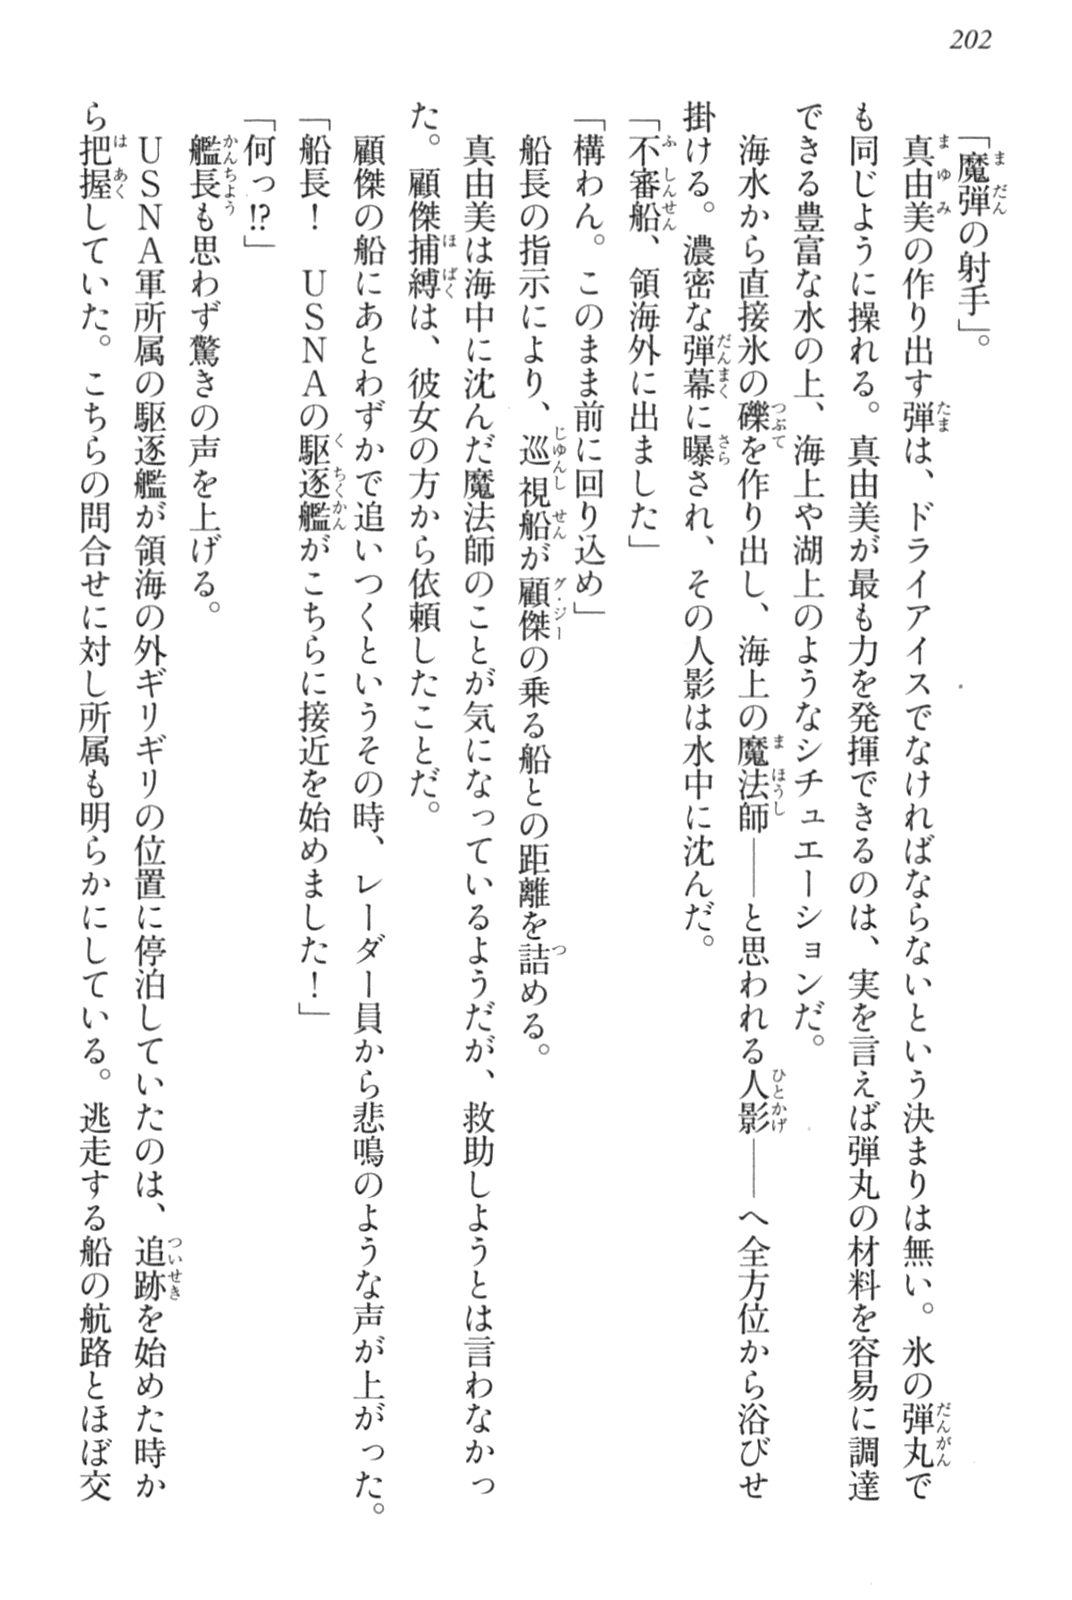 202
「魔弾の射手」。
真由美の作り出す弾は、ドライアイスでなければならないという決まりは無い。氷の弾丸で
も同じように操れる。真由美が最も力を発揮できるのは、実を言えば弾丸の材料を容易に調達
できる豊富な水の上、海上や湖上のようなシチュエーションだ。
海水から直接氷の礫を作り出し、海上の魔法師――と思われる人影――へ全方位から浴びせ
掛ける。濃密な弾幕に曝され、その人影は水中に沈んだ。
「不審船、領海外に出ました」
「構わん。このまま前に回り込め」
船長の指示により、巡視船が顧傑の乗る船との距離を詰める。
真由美は海中に沈んだ魔法師のことが気になっているようだが、救助しようとは言わなかっ
た。顧傑捕縛は、彼女の方から依頼したことだ。
顧傑の船にあとわずかで追いつくというその時、レーダー員から悲鳴のような声が上がった。
「船長！　ＵＳＮＡの駆逐艦がこちらに接近を始めました！」
「何っ!?」
艦長も思わず驚きの声を上げる。
ＵＳＮＡ軍所属の駆逐艦が領海の外ギリギリの位置に停泊していたのは、追跡を始めた時か
ら把握していた。こちらの問合せに対し所属も明らかにしている。逃走する船の航路とほぼ交